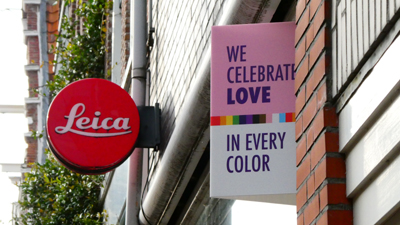 Leica
WE
CELEBRATE
LOVE
IN EVERY
COLOR